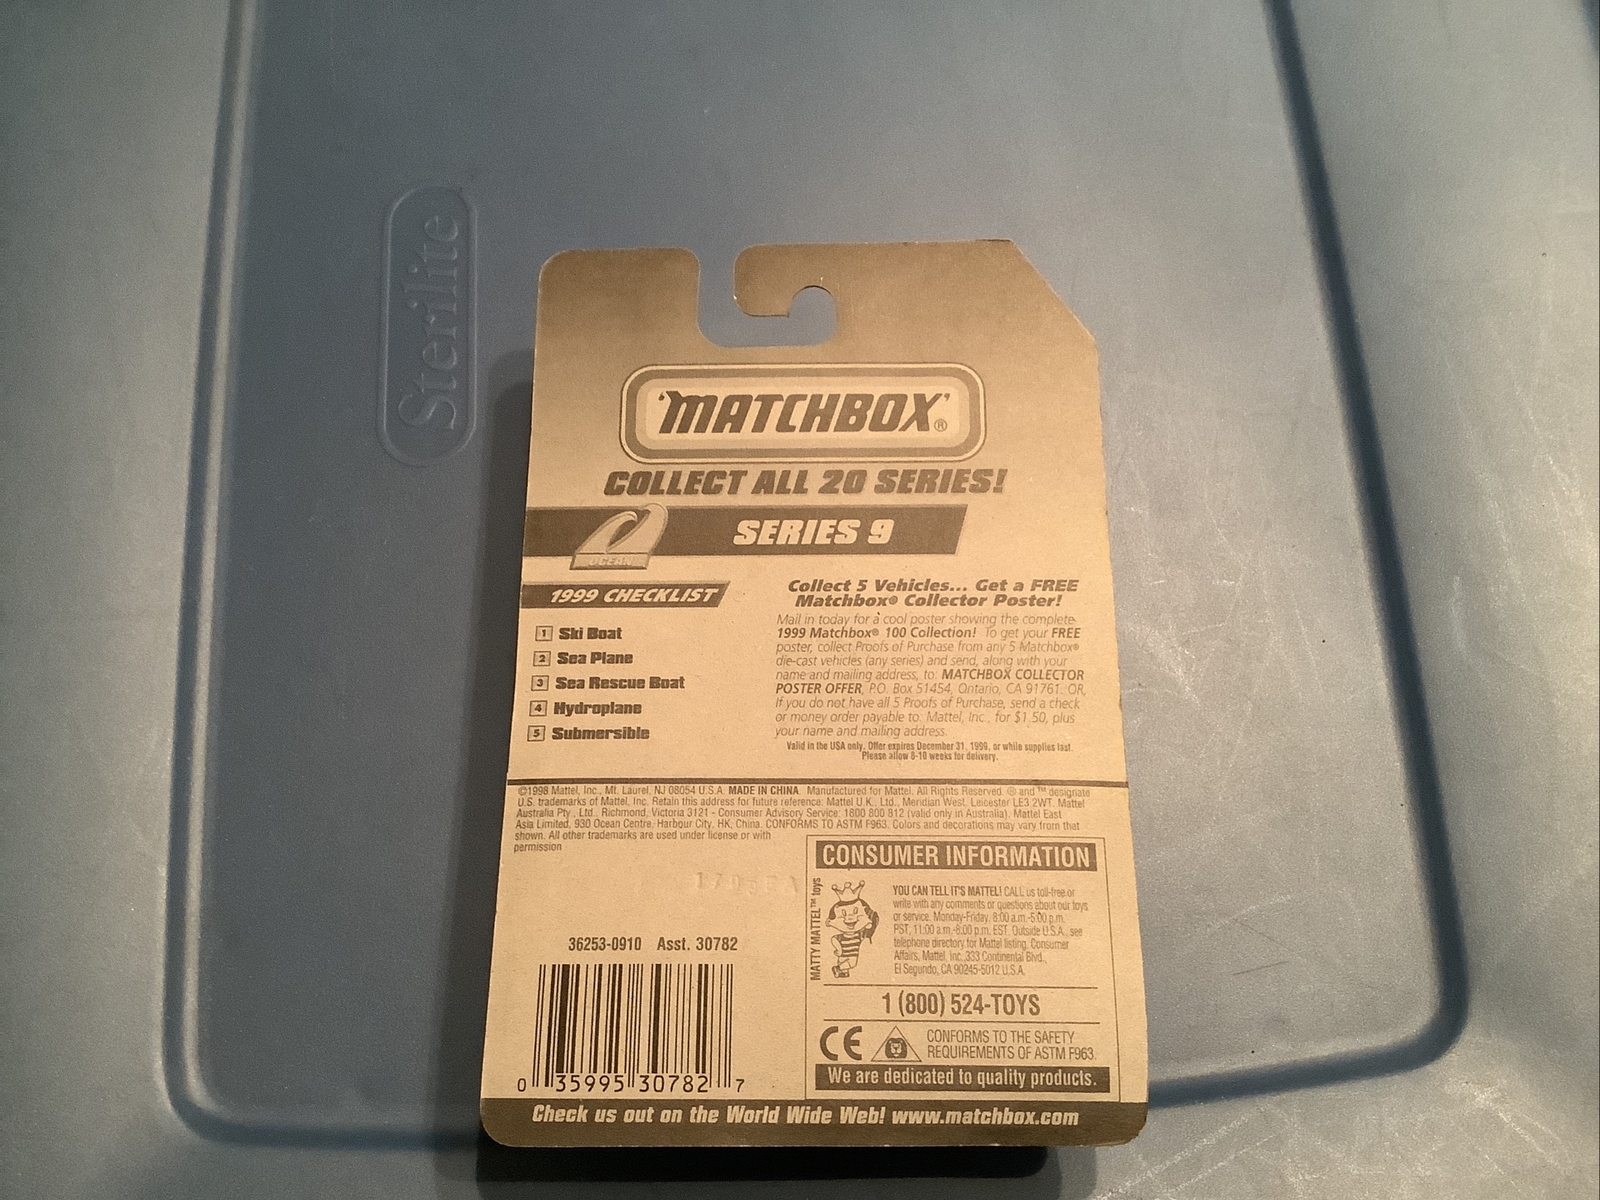 Sterilite
'MATCHBOX'®
COLLECT ALL 20 SERIES!
OCEAN
SERIES 9
1999 CHECKLIST
1 Ski Boat
2 Sea Plane
3 Sea Rescue Boat
4 Hydroplane
5 Submersible
Collect 5 Vehicles... Get a FREE
Matchbox® Collector Poster!
Mail in today for a cool poster showing the complete
1999 Matchbox® 100 Collection! To get your FREE
poster, collect Proofs of Purchase from any 5 Matchbox®
die-cast vehicles (any series) and send, along with your
name and mailing address, to: MATCHBOX COLLECTOR
POSTER OFFER, P.O. Box 51454, Ontario, CA 91761. OR,
If you do not have all 5 Proofs of Purchase, send a check
or money order payable to: Mattel, Inc., for $1.50, plus
your name and mailing address.
Valid in the USA only. Offer expires December 31, 1999, or while supplies last.
Please allow 8-10 weeks for delivery.
©1998 Mattel, Inc., Mt. Laurel, NJ 08054 U.S.A. MADE IN CHINA. Manufactured for Mattel. All Rights Reserved. ® and ™ designate
U.S. trademarks of Mattel, Inc. Retain this address for future reference: Mattel U.K., Ltd., Meridian West, Leicester LE3 2WT. Mattel
Australia Pty., Ltd., Richmond, Victoria 3121 - Consumer Advisory Service: 1800 800 812 (valid only in Australia). Mattel East
Asia Limited, 930 Ocean Centre, Harbour City, HK, China. CONFORMS TO ASTM F963. Colors and decorations may vary from that
shown. All other trademarks are used under license or with
permission
36253-0910 Asst. 30782
0 35995 30782 7
CONSUMER INFORMATION
MATTY MATTEL™ toys
YOU CAN TELL IT'S MATTEL! CALL us toll-free or
write with any comments or questions about our toys
or service. Monday-Friday, 8:00 a.m.-5:00 p.m.
PST, 11:00 a.m.-8:00 p.m. EST. Outside U.S.A., see
telephone directory for Mattel listing. Consumer
Affairs, Mattel, Inc. 333 Continental Blvd.,
El Segundo, CA 90245-5012 U.S.A.
1 (800) 524-TOYS
CE
CONFORMS TO THE SAFETY
REQUIREMENTS OF ASTM F963.
We are dedicated to quality products.
Check us out on the World Wide Web! www.matchbox.com